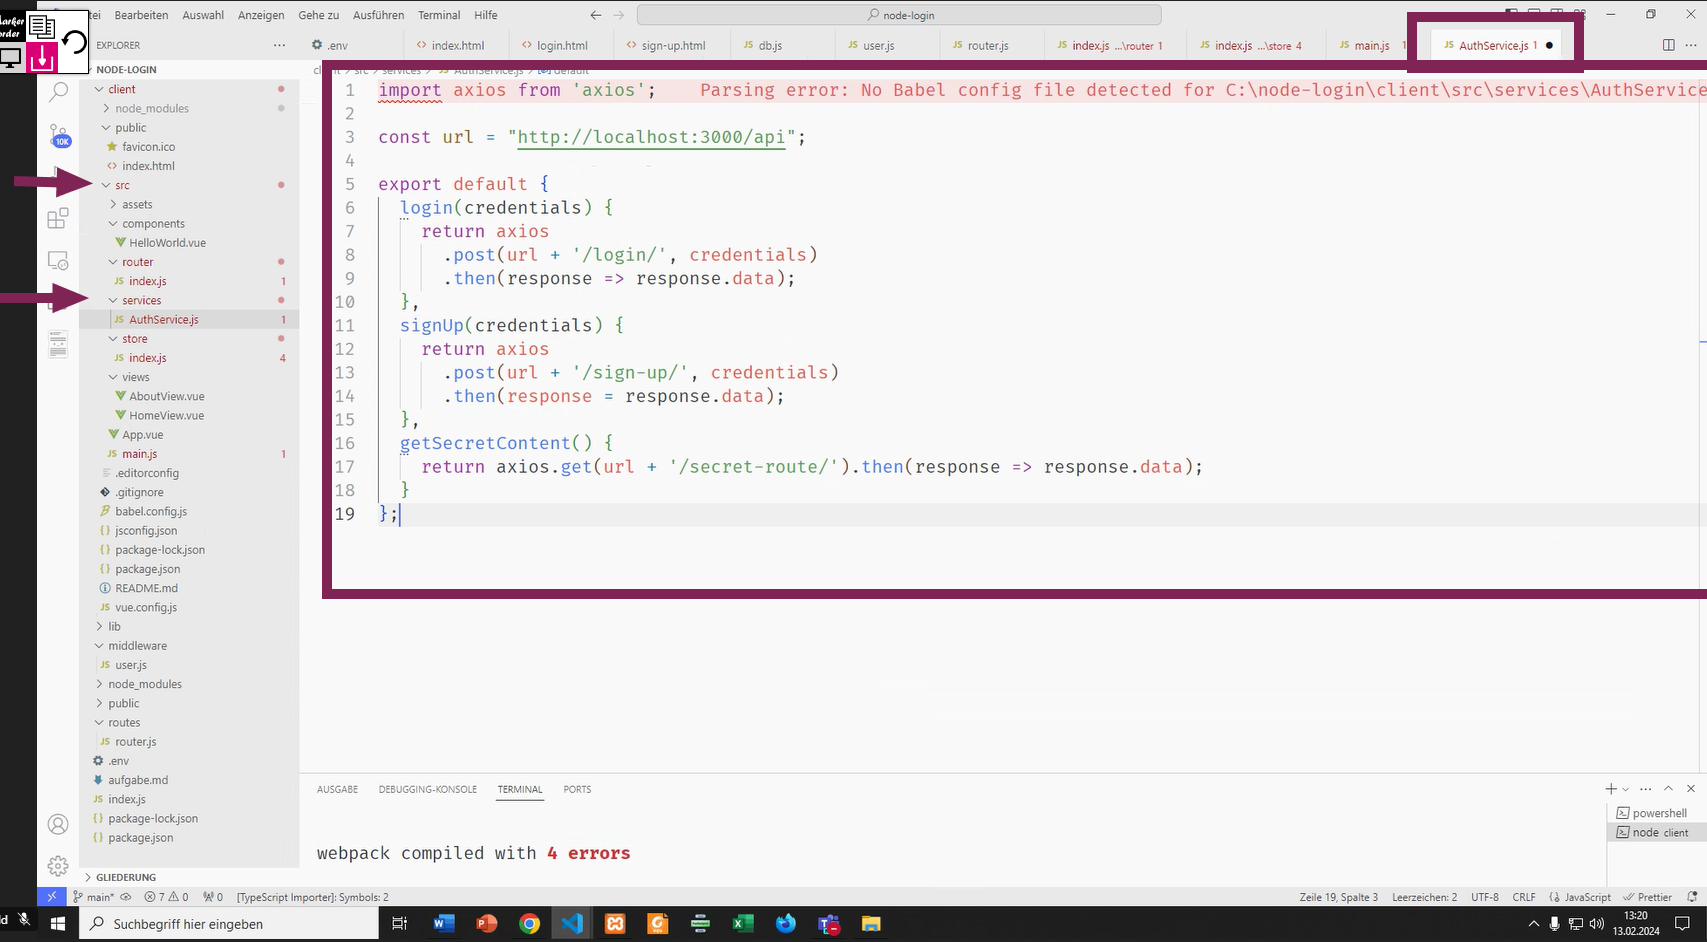 Bearbeiten Auswahl Anzeigen Gehe zu Ausführen Terminal Hilfe
node-login
EXPLORER
.env
index.html
login.html
sign-up.html
db.js
user.js
router.js
index.js ...\router 1
index.js ...\store 4
main.js 1
AuthService.js 1
NODE-LOGIN
client
node_modules
public
favicon.ico
index.html
src
assets
components
HelloWorld.vue
router
index.js 1
services
AuthService.js 1
store
index.js 4
views
AboutView.vue
HomeView.vue
App.vue
main.js 1
.editorconfig
.gitignore
babel.config.js
jsconfig.json
package-lock.json
package.json
README.md
vue.config.js
lib
middleware
user.js
node_modules
public
routes
router.js
.env
aufgabe.md
index.js
package-lock.json
package.json
GLIEDERUNG
10K
1 import axios from 'axios'; Parsing error: No Babel config file detected for C:\node-login\client\src\services\AuthService
2
3 const url = "http://localhost:3000/api";
4
5 export default {
6 login(credentials) {
7 return axios
8 .post(url + '/login/', credentials)
9 .then(response => response.data);
10 },
11 signUp(credentials) {
12 return axios
13 .post(url + '/sign-up/', credentials)
14 .then(response = response.data);
15 },
16 getSecretContent() {
17 return axios.get(url + '/secret-route/').then(response => response.data);
18 }
19 };
AUSGABE DEBUGGING-KONSOLE TERMINAL PORTS
powershell
node client
webpack compiled with 4 errors
main* 7 0 0 [TypeScript Importer]: Symbols: 2
Zeile 19, Spalte 3 Leerzeichen: 2 UTF-8 CRLF JavaScript Prettier
Suchbegriff hier eingeben
13:20
13.02.2024